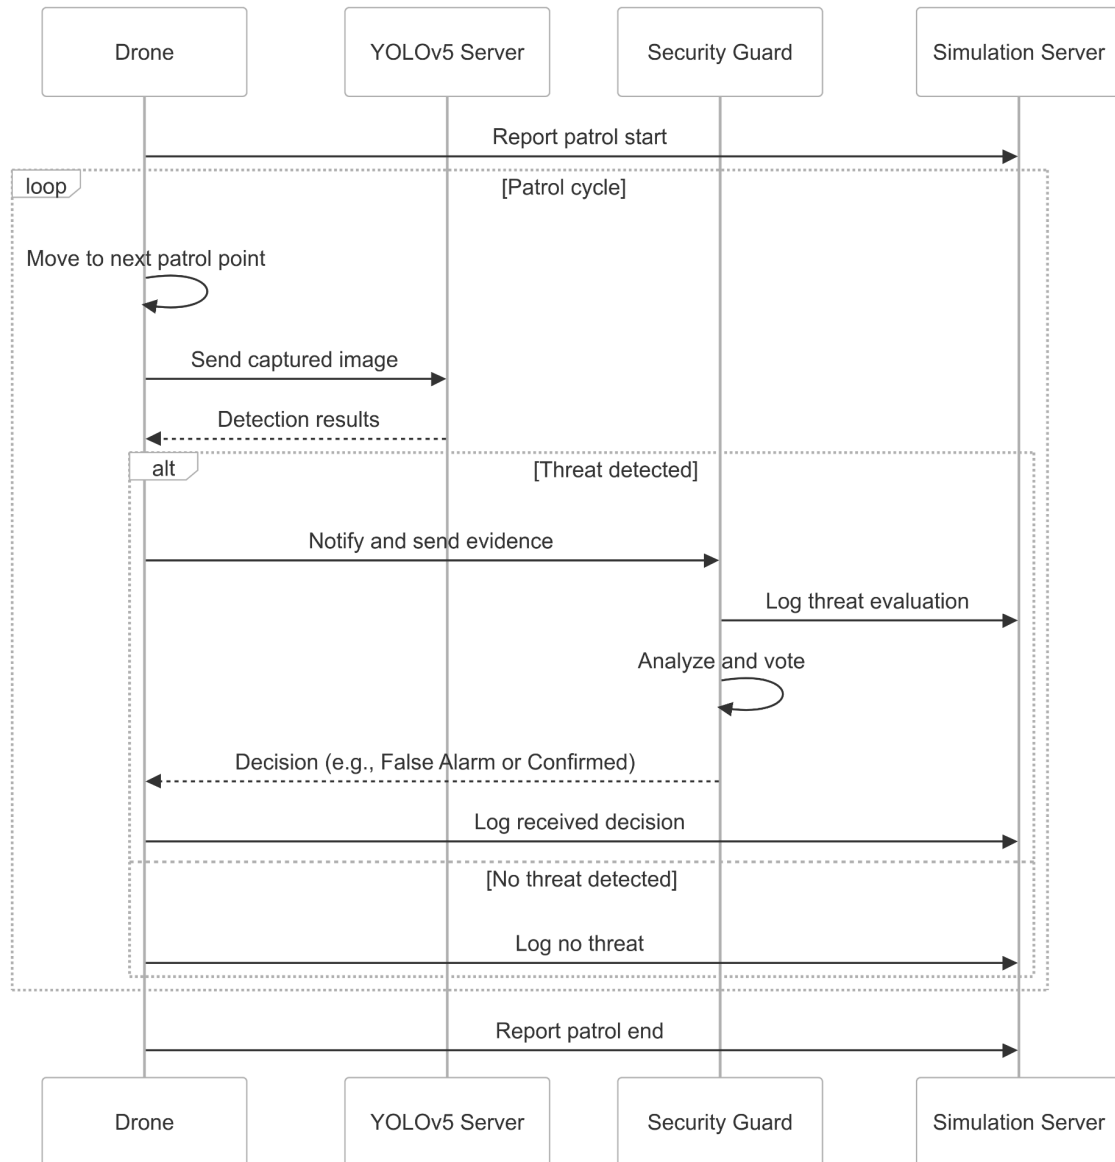 Drone
YOLOv5 Server
Security Guard
Simulation Server
Report patrol start
loop
[Patrol cycle]
Move to next patrol point
Send captured image
Detection results
alt
[Threat detected]
Notify and send evidence
Log threat evaluation
Analyze and vote
Decision (e.g., False Alarm or Confirmed)
Log received decision
[No threat detected]
Log no threat
Report patrol end
Drone
YOLOv5 Server
Security Guard
Simulation Server